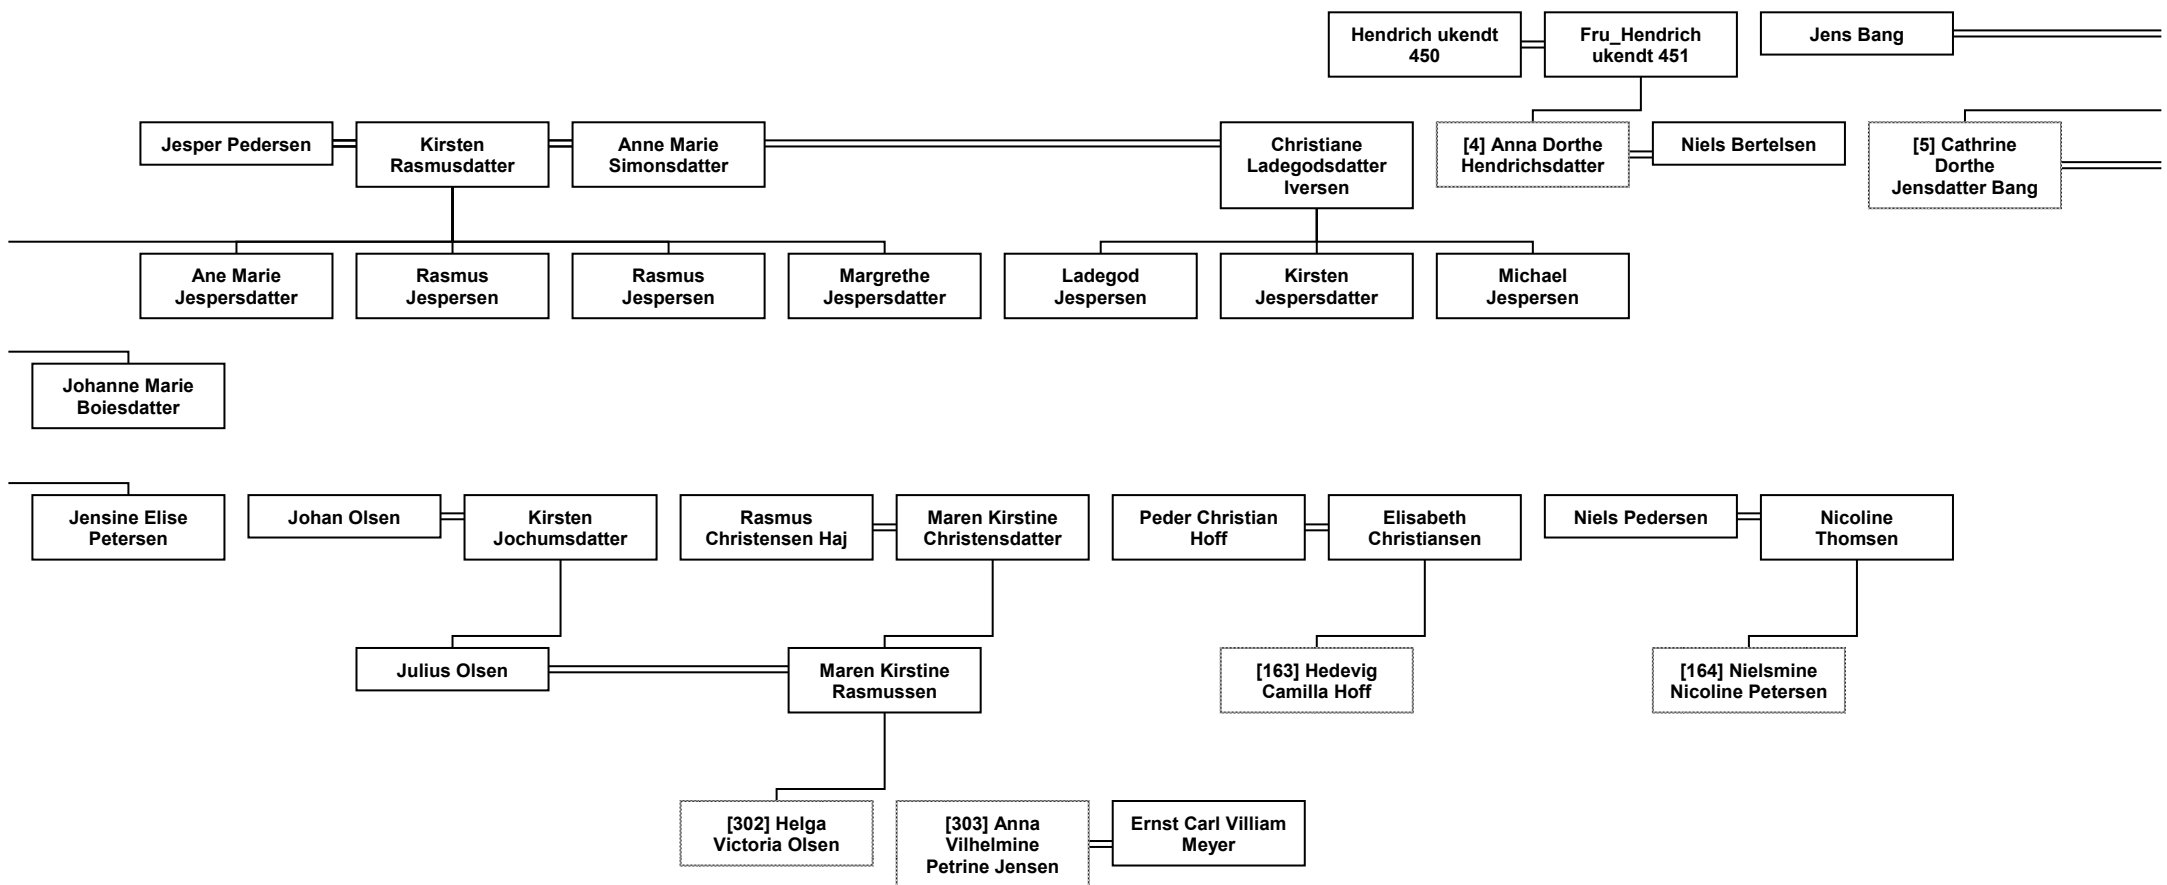 Hendrich ukendt
450
Fru_Hendrich
ukendt 451
Jens Bang
Jesper Pedersen
Kirsten
Rasmusdatter
Anne Marie
Simonsdatter
Christiane
Ladegodsdatter
Iversen
[4] Anna Dorthe
Hendrichsdatter
Niels Bertelsen
[5] Cathrine
Dorthe
Jensdatter Bang
Ane Marie
Jespersdatter
Rasmus
Jespersen
Rasmus
Jespersen
Margrethe
Jespersdatter
Ladegod
Jespersen
Kirsten
Jespersdatter
Michael
Jespersen
Johanne Marie
Boiesdatter
Jensine Elise
Petersen
Johan Olsen
Kirsten
Jochumsdatter
Rasmus
Christensen Haj
Maren Kirstine
Christensdatter
Peder Christian
Hoff
Elisabeth
Christiansen
Niels Pedersen
Nicoline
Thomsen
Julius Olsen
Maren Kirstine
Rasmussen
[163] Hedevig
Camilla Hoff
[164] Nielsmine
Nicoline Petersen
[302] Helga
Victoria Olsen
[303] Anna
Vilhelmine
Petrine Jensen
Ernst Carl Villiam
Meyer